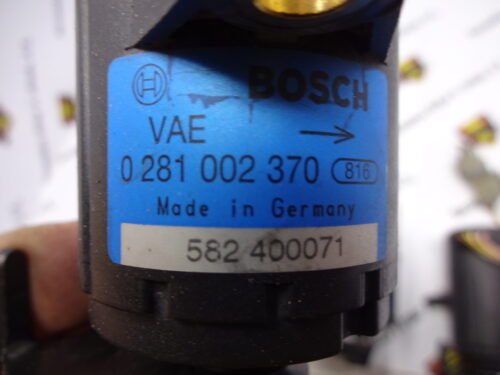 BOSCH
VAE
0 281 002 370 816
Made in Germany
582 400071